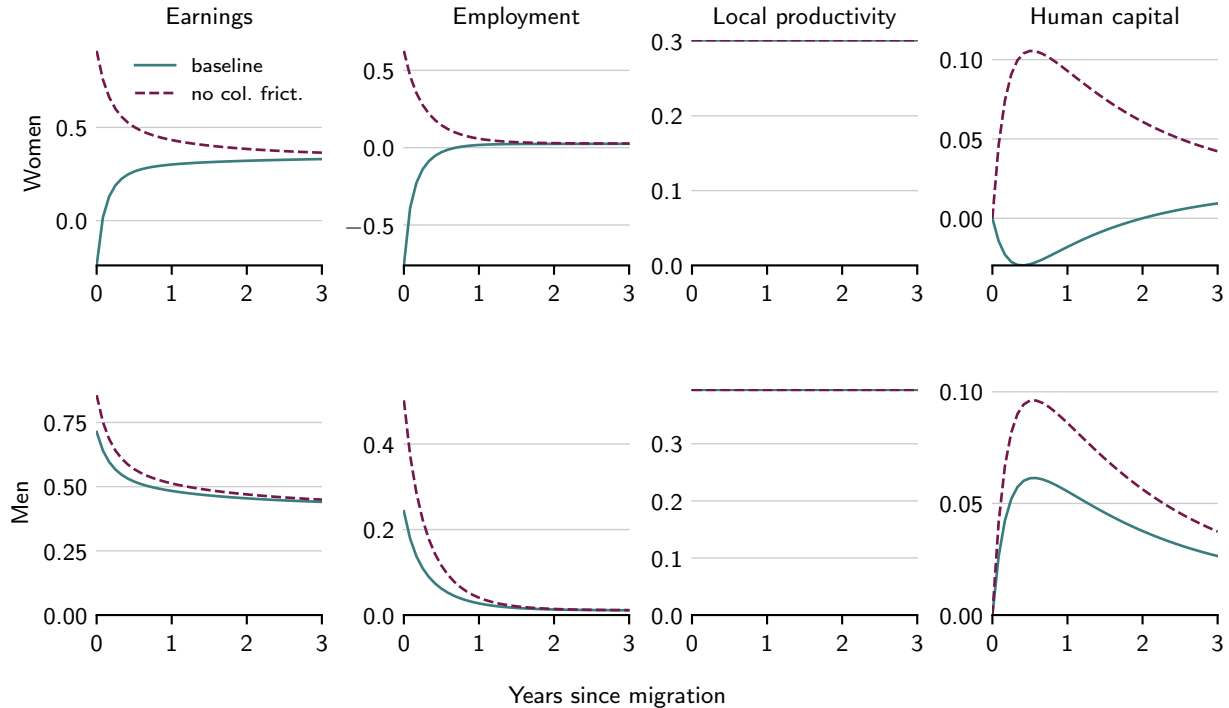 Earnings Employment Local productivity Human capital
Women
baseline
no col. frict.
0.5
0.0
0 1 2 3
0.5
0.0
−0.5
0 1 2 3
0.3
0.2
0.1
0.0
0 1 2 3
0.10
0.05
0.00
0 1 2 3
Men
0.75
0.50
0.25
0.00
0 1 2 3
0.4
0.2
0.0
0 1 2 3
0.3
0.2
0.1
0.0
0 1 2 3
0.10
0.05
0.00
0 1 2 3
Years since migration